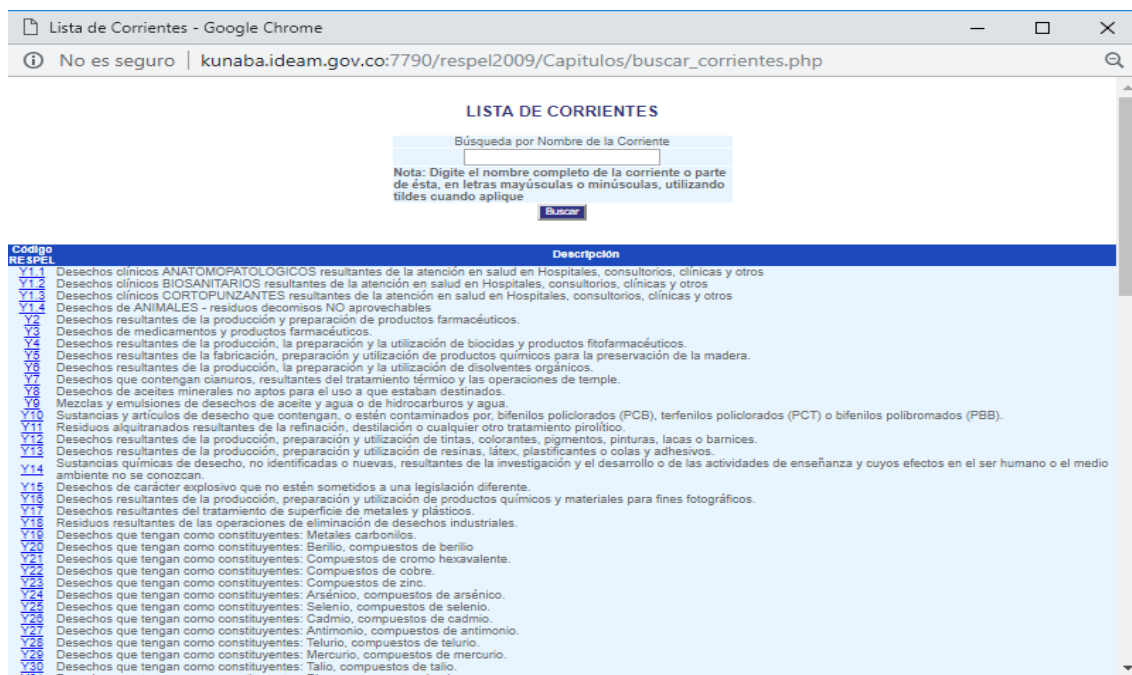 Lista de Corrientes - Google Chrome
No es seguro | kunaba.ideam.gov.co:7790/respel2009/Capitulos/buscar_corrientes.php
LISTA DE CORRIENTES
Búsqueda por Nombre de la Corriente
Nota: Digite el nombre completo de la corriente o parte
de ésta, en letras mayúsculas o minúsculas, utilizando
tildes cuando aplique
Buscar
Código RESPEL Descripción
Y1.1 Desechos clínicos ANATOMOPATOLÓGICOS resultantes de la atención en salud en Hospitales, consultorios, clínicas y otros
Y1.2 Desechos clínicos BIOSANITARIOS resultantes de la atención en salud en Hospitales, consultorios, clínicas y otros
Y1.3 Desechos clínicos CORTOPUNZANTES resultantes de la atención en salud en Hospitales, consultorios, clínicas y otros
Y1.4 Desechos de ANIMALES - residuos decomisos NO aprovechables
Y2 Desechos resultantes de la producción y preparación de productos farmacéuticos.
Y3 Desechos de medicamentos y productos farmacéuticos.
Y4 Desechos resultantes de la producción, la preparación y la utilización de biocidas y productos fitofarmacéuticos.
Y5 Desechos resultantes de la fabricación, preparación y utilización de productos químicos para la preservación de la madera.
Y6 Desechos resultantes de la producción, la preparación y la utilización de disolventes orgánicos.
Y7 Desechos que contengan cianuros, resultantes del tratamiento térmico y las operaciones de temple.
Y8 Desechos de aceites minerales no aptos para el uso a que estaban destinados.
Y9 Mezclas y emulsiones de desechos de aceite y agua o de hidrocarburos y agua.
Y10 Sustancias y artículos de desecho que contengan, o estén contaminados por, bifenilos policlorados (PCB), terfenilos policlorados (PCT) o bifenilos polibromados (PBB).
Y11 Residuos alquitranados resultantes de la refinación, destilación o cualquier otro tratamiento pirolítico.
Y12 Desechos resultantes de la producción, preparación y utilización de tintas, colorantes, pigmentos, pinturas, lacas o barnices.
Y13 Desechos resultantes de la producción, preparación y utilización de resinas, látex, plastificantes o colas y adhesivos.
Y14 Sustancias químicas de desecho, no identificadas o nuevas, resultantes de la investigación y el desarrollo o de las actividades de enseñanza y cuyos efectos en el ser humano o el medio
ambiente no se conozcan.
Y15 Desechos de carácter explosivo que no estén sometidos a una legislación diferente.
Y16 Desechos resultantes de la producción, preparación y utilización de productos químicos y materiales para fines fotográficos.
Y17 Desechos resultantes del tratamiento de superficie de metales y plásticos.
Y18 Residuos resultantes de las operaciones de eliminación de desechos industriales.
Y19 Desechos que tengan como constituyentes: Metales carbonilos.
Y20 Desechos que tengan como constituyentes: Berilio, compuestos de berilio
Y21 Desechos que tengan como constituyentes: Compuestos de cromo hexavalente.
Y22 Desechos que tengan como constituyentes: Compuestos de cobre.
Y23 Desechos que tengan como constituyentes: Compuestos de zinc.
Y24 Desechos que tengan como constituyentes: Arsénico, compuestos de arsénico.
Y25 Desechos que tengan como constituyentes: Selenio, compuestos de selenio.
Y26 Desechos que tengan como constituyentes: Cadmio, compuestos de cadmio.
Y27 Desechos que tengan como constituyentes: Antimonio, compuestos de antimonio.
Y28 Desechos que tengan como constituyentes: Telurio, compuestos de telurio.
Y29 Desechos que tengan como constituyentes: Mercurio, compuestos de mercurio.
Y30 Desechos que tengan como constituyentes: Talio, compuestos de talio.